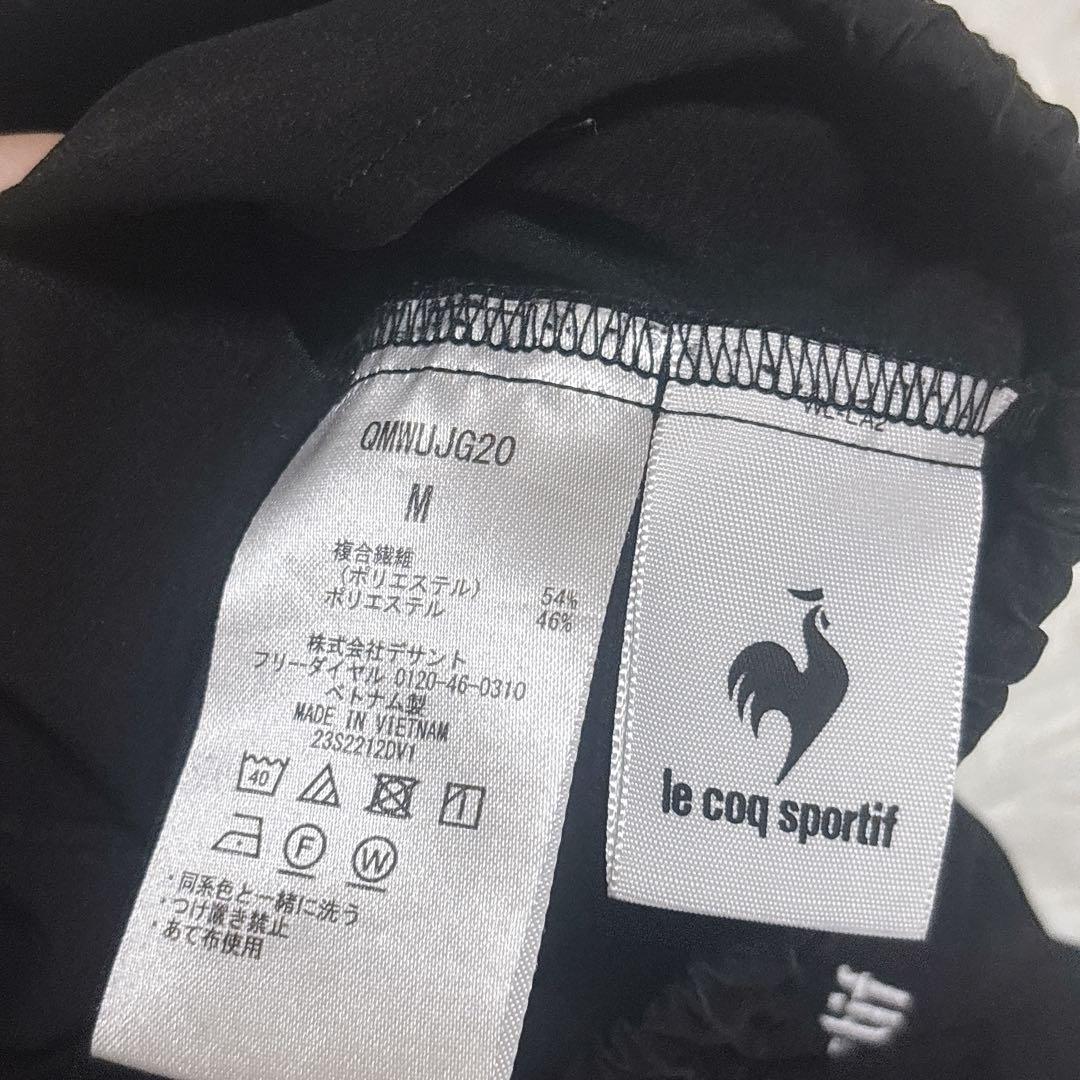 QMWUJG20
M
複合繊維
(ポリエステル) 54%
ポリエステル 46%
株式会社デサント
フリーダイヤル 0120-46-0310
ベトナム製
MADE IN VIETNAM
23S2212DV1
40
F
W
・同系色と一緒に洗う
・つけ置き禁止
・あて布使用
le coq sportif
tif